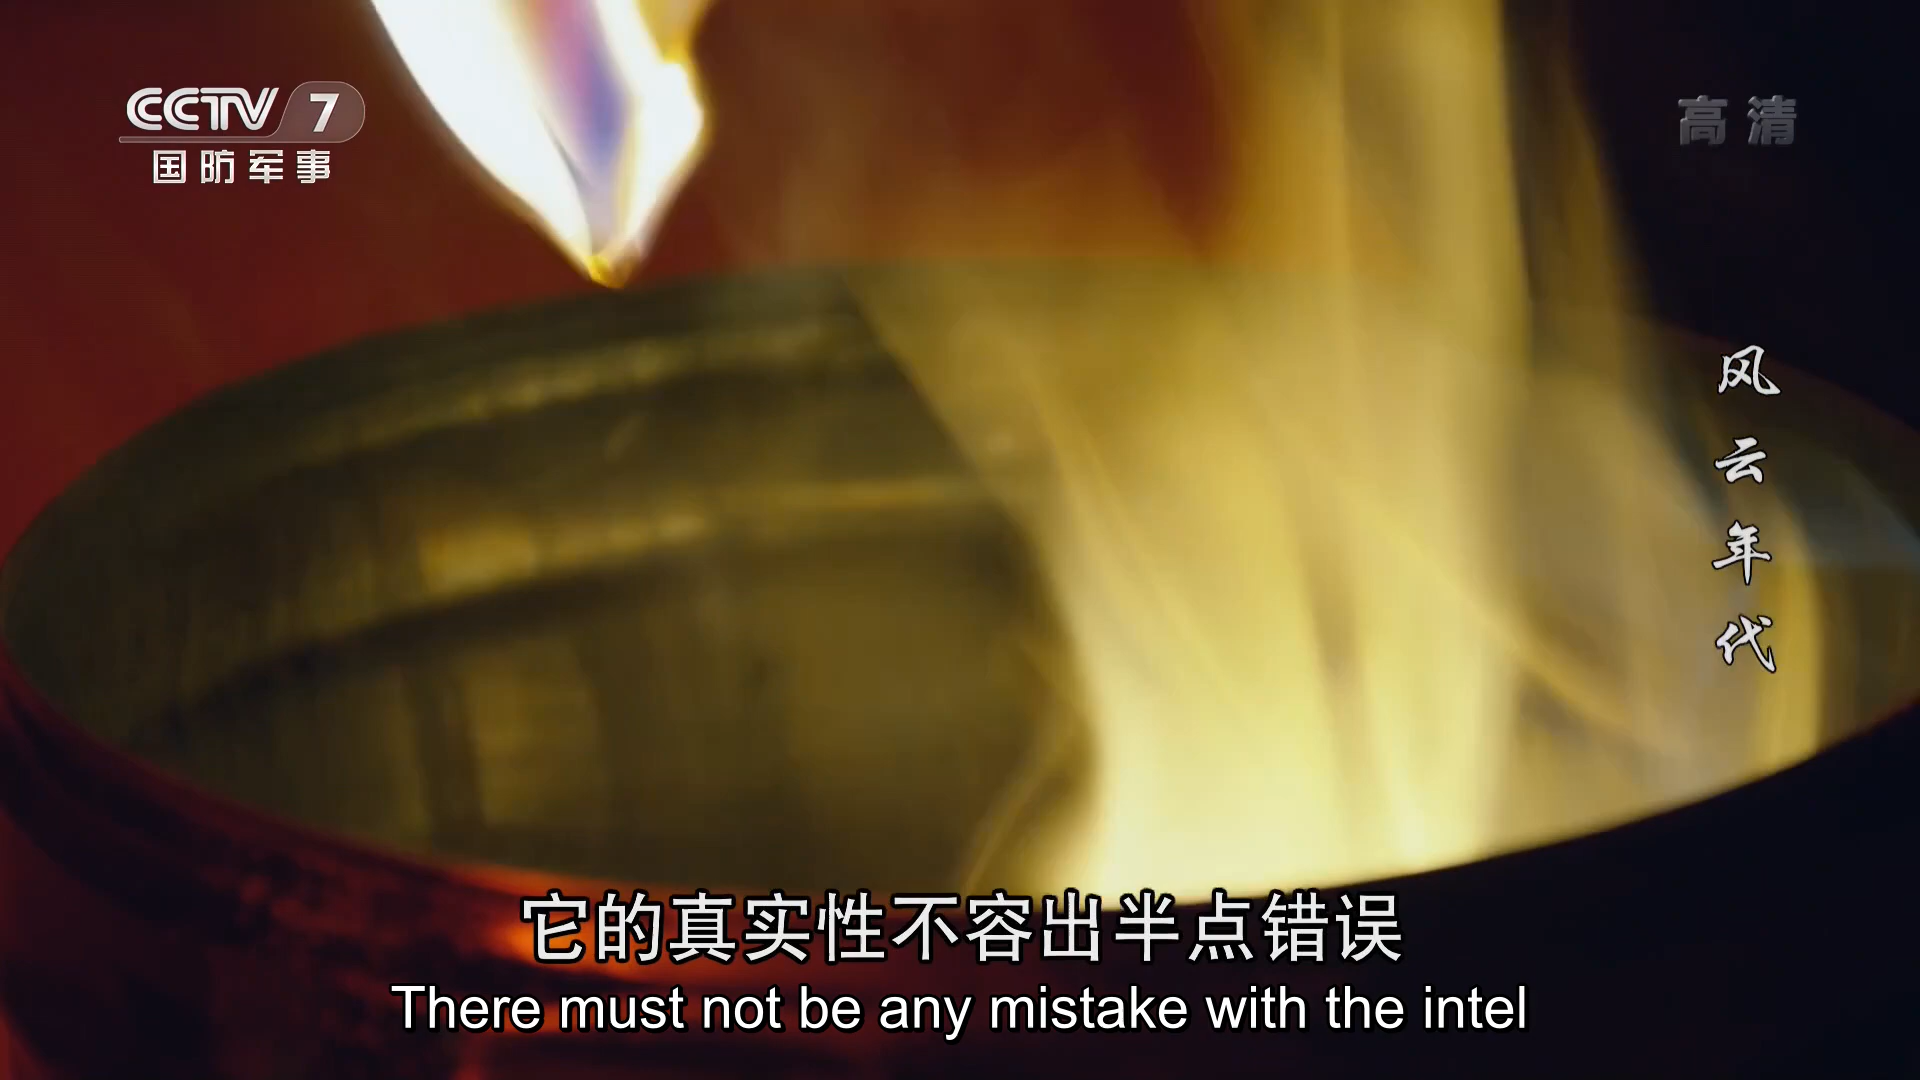 CCTV 7
国防军事
高清
风云年代
它的真实性不容出半点错误
There must not be any mistake with the intel